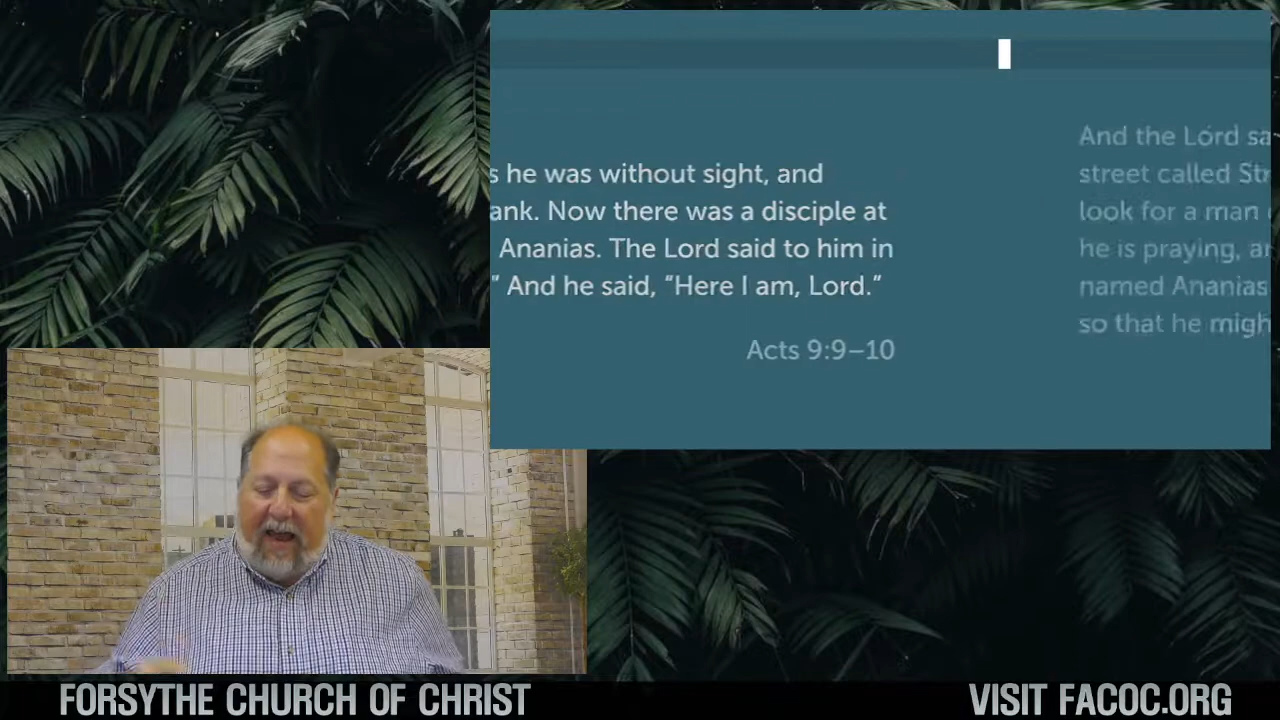 s he was without sight, and
ank. Now there was a disciple at
Ananias. The Lord said to him in
” And he said, “Here I am, Lord.”
Acts 9:9–10
And the Lord sa
street called Str
look for a man
he is praying, an
named Ananias
so that he migh
FORSYTHE CHURCH OF CHRIST
VISIT FACOC.ORG